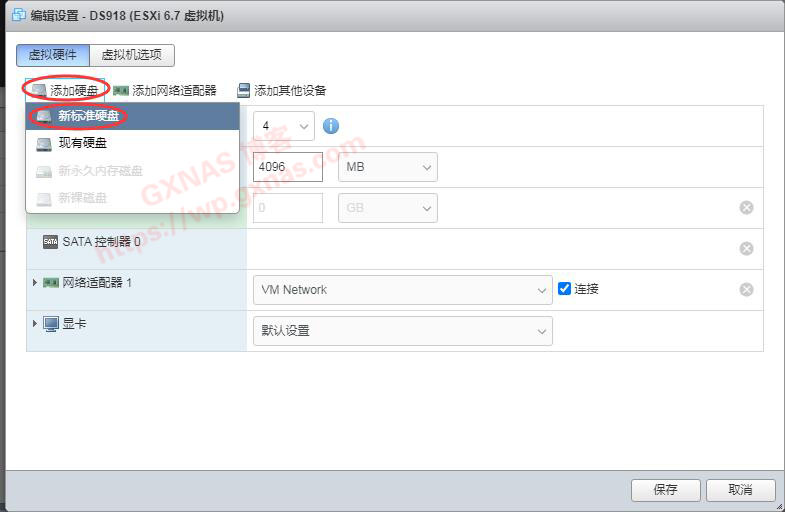 编辑设置 - DS918 (ESXi 6.7 虚拟机)
虚拟硬件 虚拟机选项
添加硬盘 添加网络适配器 添加其他设备
新标准硬盘
4
现有硬盘
4096 MB
新永久内存磁盘
新裸磁盘
0 GB
SATA SATA 控制器 0
网络适配器 1 VM Network 连接
显卡 默认设置
保存 取消
GXNAS 博客
https://wp.gxnas.com